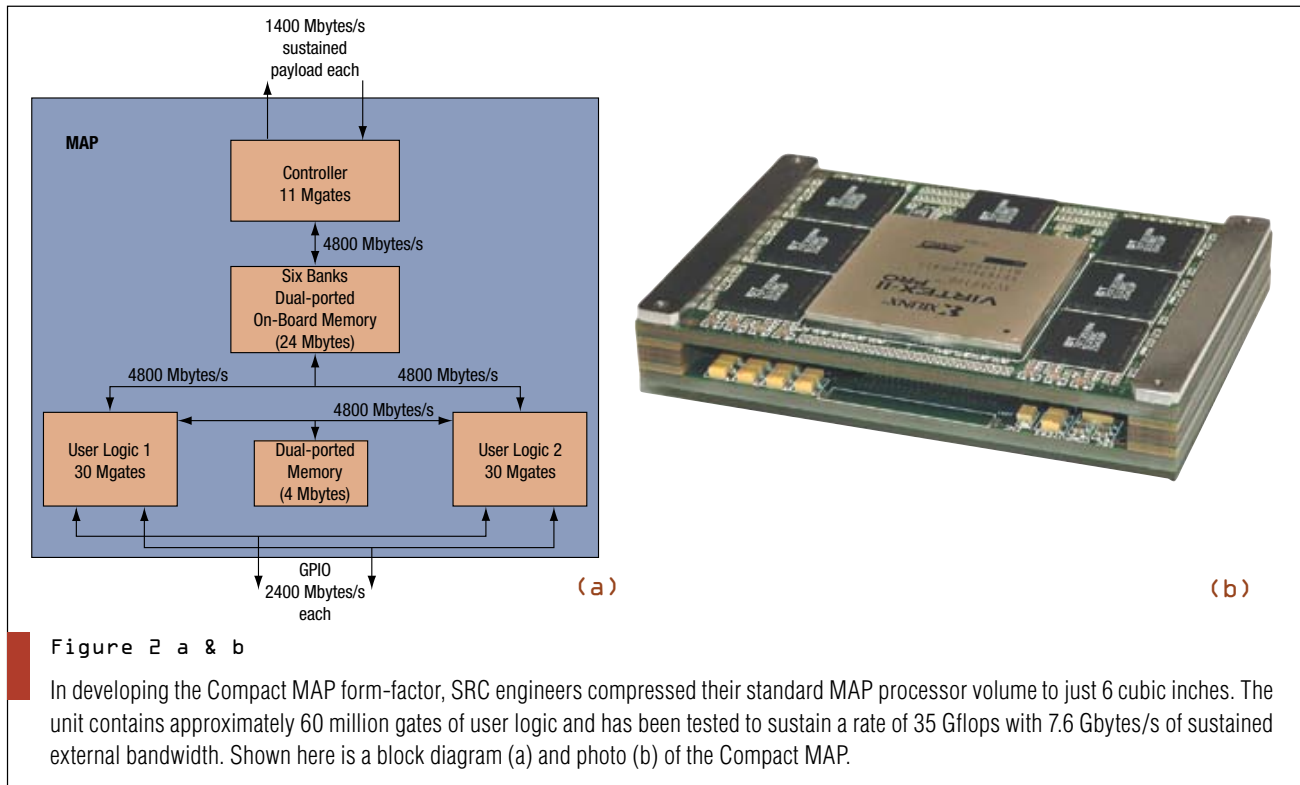 1400 Mbytes/s
sustained
payload each
MAP
Controller
11 Mgates
4800 Mbytes/s
Six Banks
Dual-ported
On-Board Memory
(24 Mbytes)
4800 Mbytes/s
4800 Mbytes/s
4800 Mbytes/s
User Logic 1
30 Mgates
Dual-ported
Memory
(4 Mbytes)
User Logic 2
30 Mgates
GPIO
2400 Mbytes/s
each
(a)
XILINX
VIRTEX-II
PRO
(b)
Figure 2 a & b
In developing the Compact MAP form-factor, SRC engineers compressed their standard MAP processor volume to just 6 cubic inches. The
unit contains approximately 60 million gates of user logic and has been tested to sustain a rate of 35 Gflops with 7.6 Gbytes/s of sustained
external bandwidth. Shown here is a block diagram (a) and photo (b) of the Compact MAP.